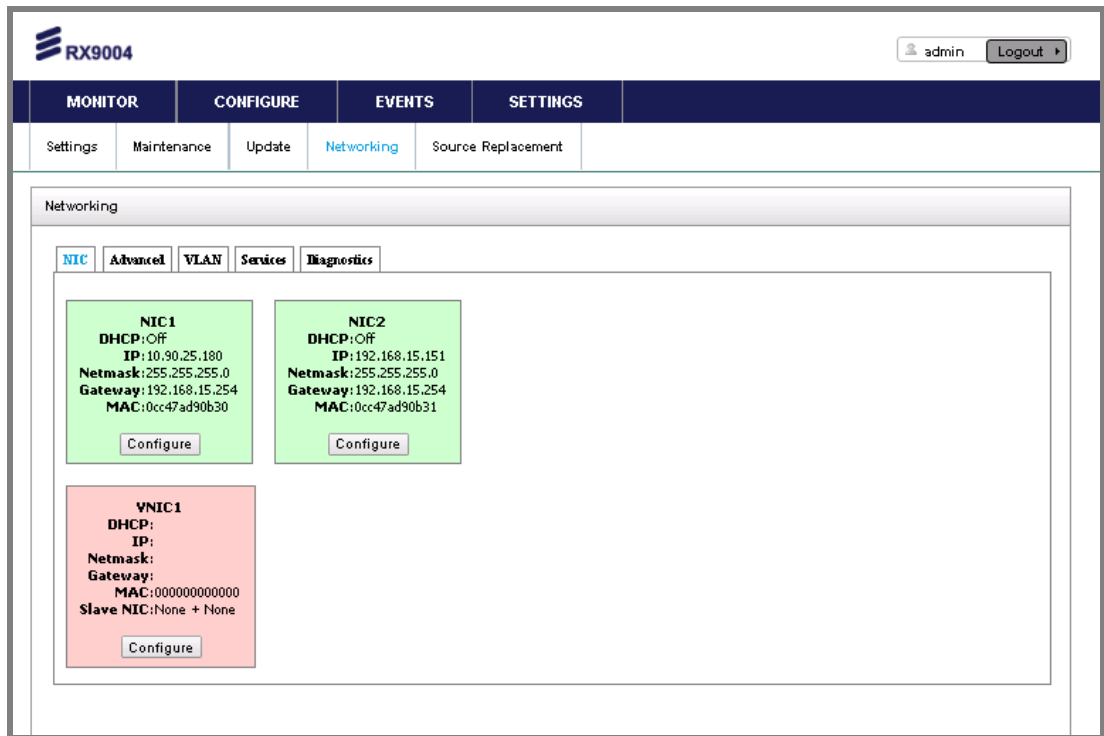 RX9004
admin Logout
MONITOR CONFIGURE EVENTS SETTINGS
Settings Maintenance Update Networking Source Replacement
Networking
NIC Advanced VLAN Services Diagnostics
NIC1
DHCP:Off
IP:10.90.25.180
Netmask:255.255.255.0
Gateway:192.168.15.254
MAC:0cc47ad90b30
Configure
NIC2
DHCP:Off
IP:192.168.15.151
Netmask:255.255.255.0
Gateway:192.168.15.254
MAC:0cc47ad90b31
Configure
VNIC1
DHCP:
IP:
Netmask:
Gateway:
MAC:000000000000
Slave NIC:None + None
Configure